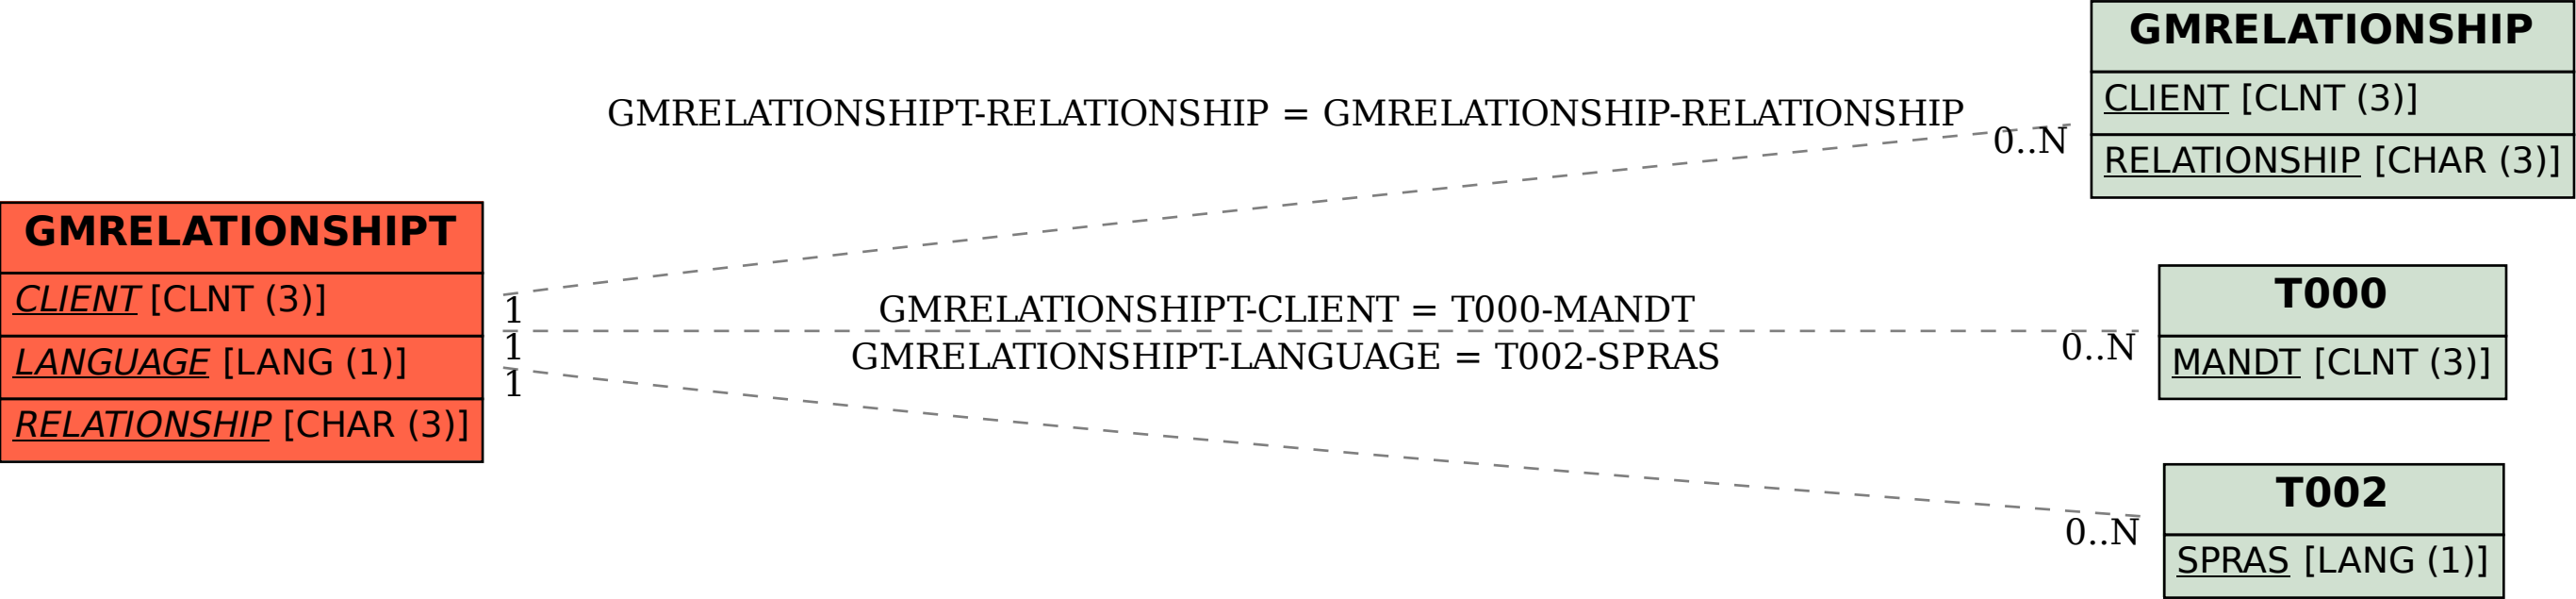 GMRELATIONSHIPT
CLIENT [CLNT (3)]
LANGUAGE [LANG (1)]
RELATIONSHIP [CHAR (3)]
GMRELATIONSHIPT-RELATIONSHIP = GMRELATIONSHIP-RELATIONSHIP
1
0..N
GMRELATIONSHIPT-CLIENT = T000-MANDT
1
0..N
GMRELATIONSHIPT-LANGUAGE = T002-SPRAS
1
0..N
GMRELATIONSHIP
CLIENT [CLNT (3)]
RELATIONSHIP [CHAR (3)]
T000
MANDT [CLNT (3)]
T002
SPRAS [LANG (1)]